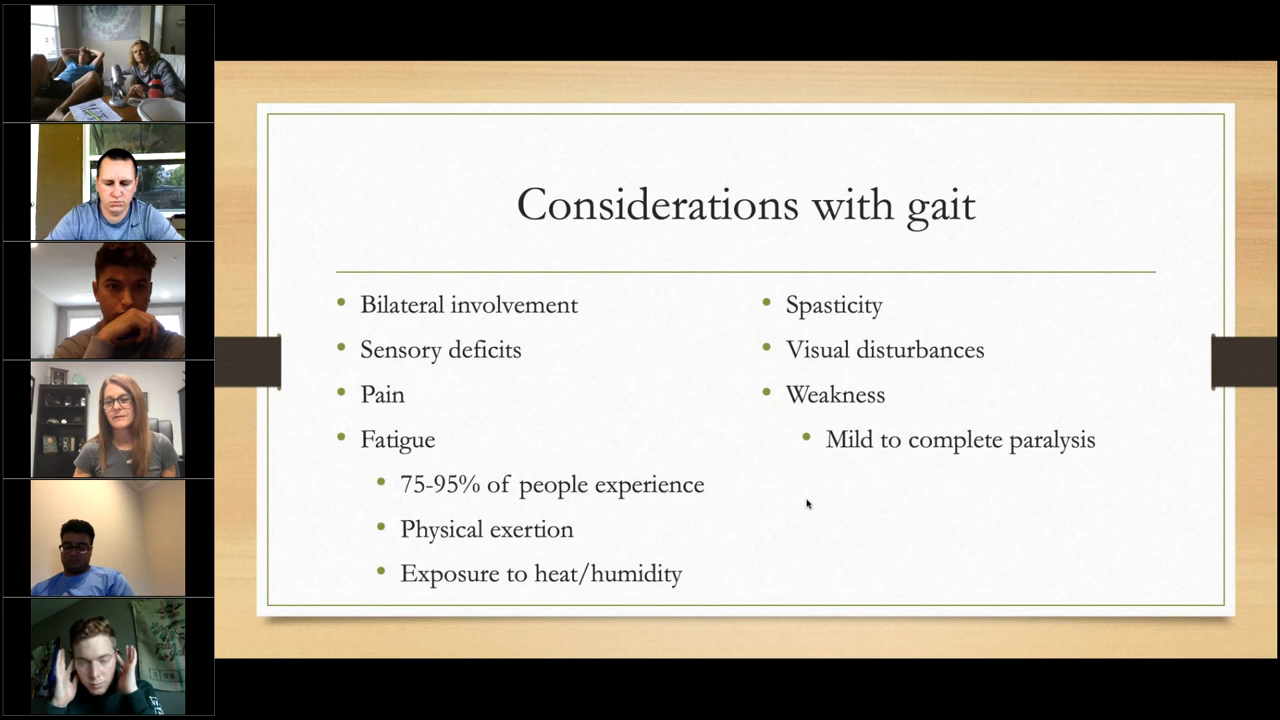 Considerations with gait
Bilateral involvement
Sensory deficits
Pain
Fatigue
75-95% of people experience
Physical exertion
Exposure to heat/humidity
Spasticity
Visual disturbances
Weakness
Mild to complete paralysis